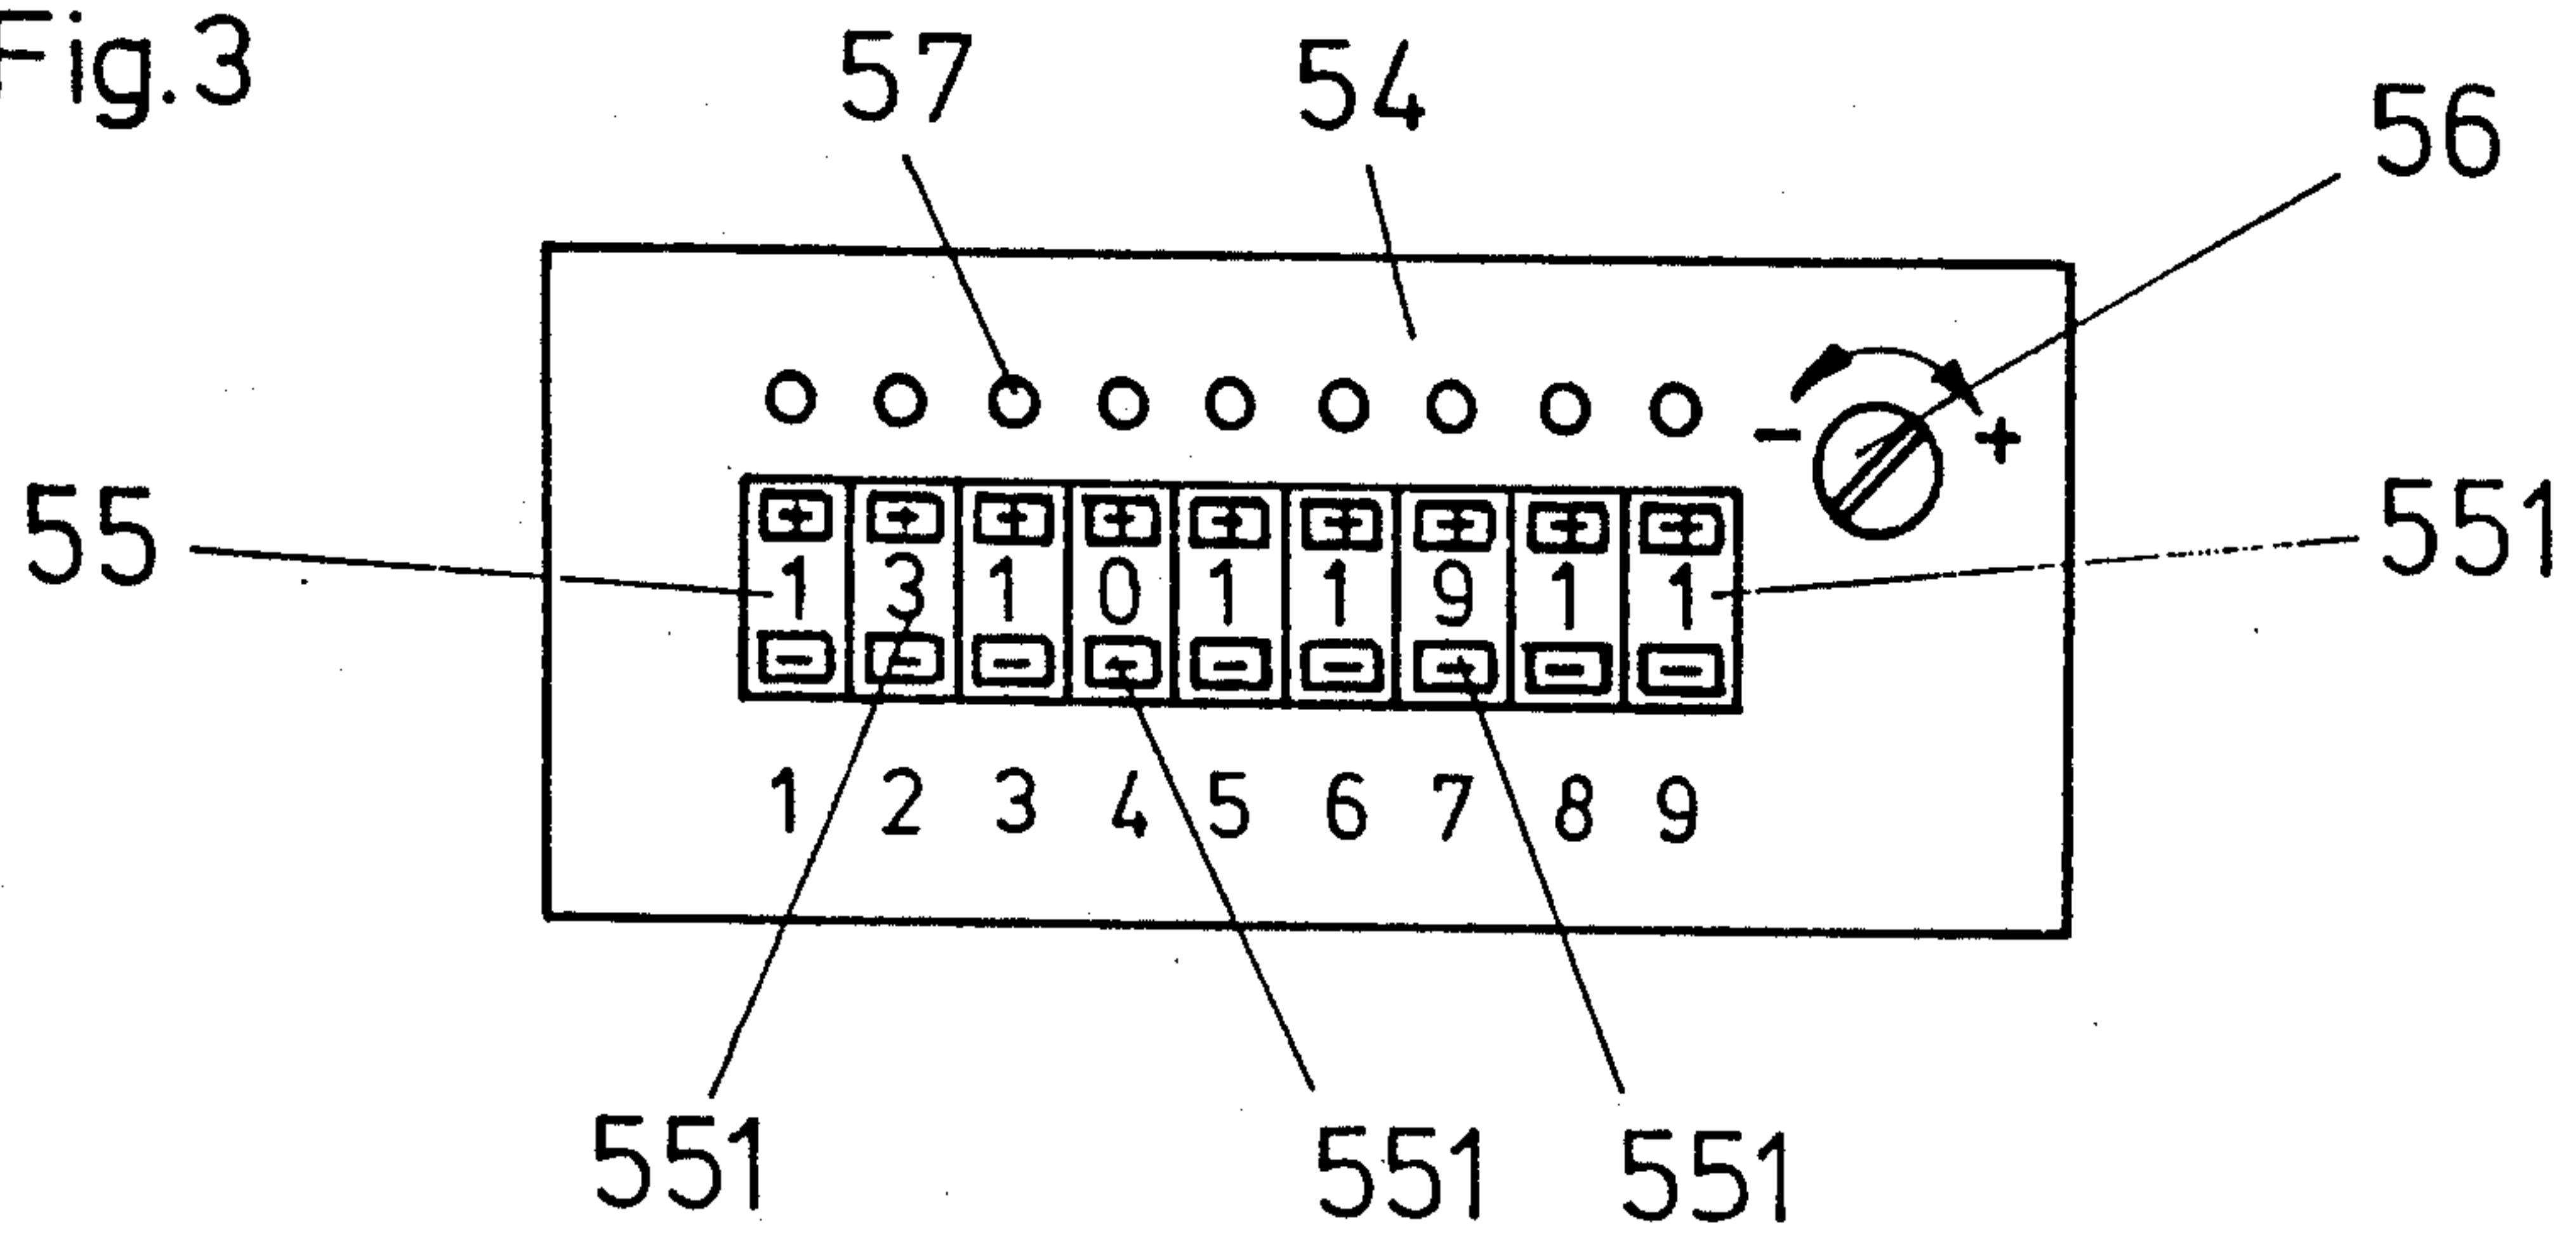 Fig.3
57 54 56
- +
+ + + + + + + + +
55 1 3 1 0 1 1 9 1 1 551
- - - - - - - - -
1 2 3 4 5 6 7 8 9
551 551 551